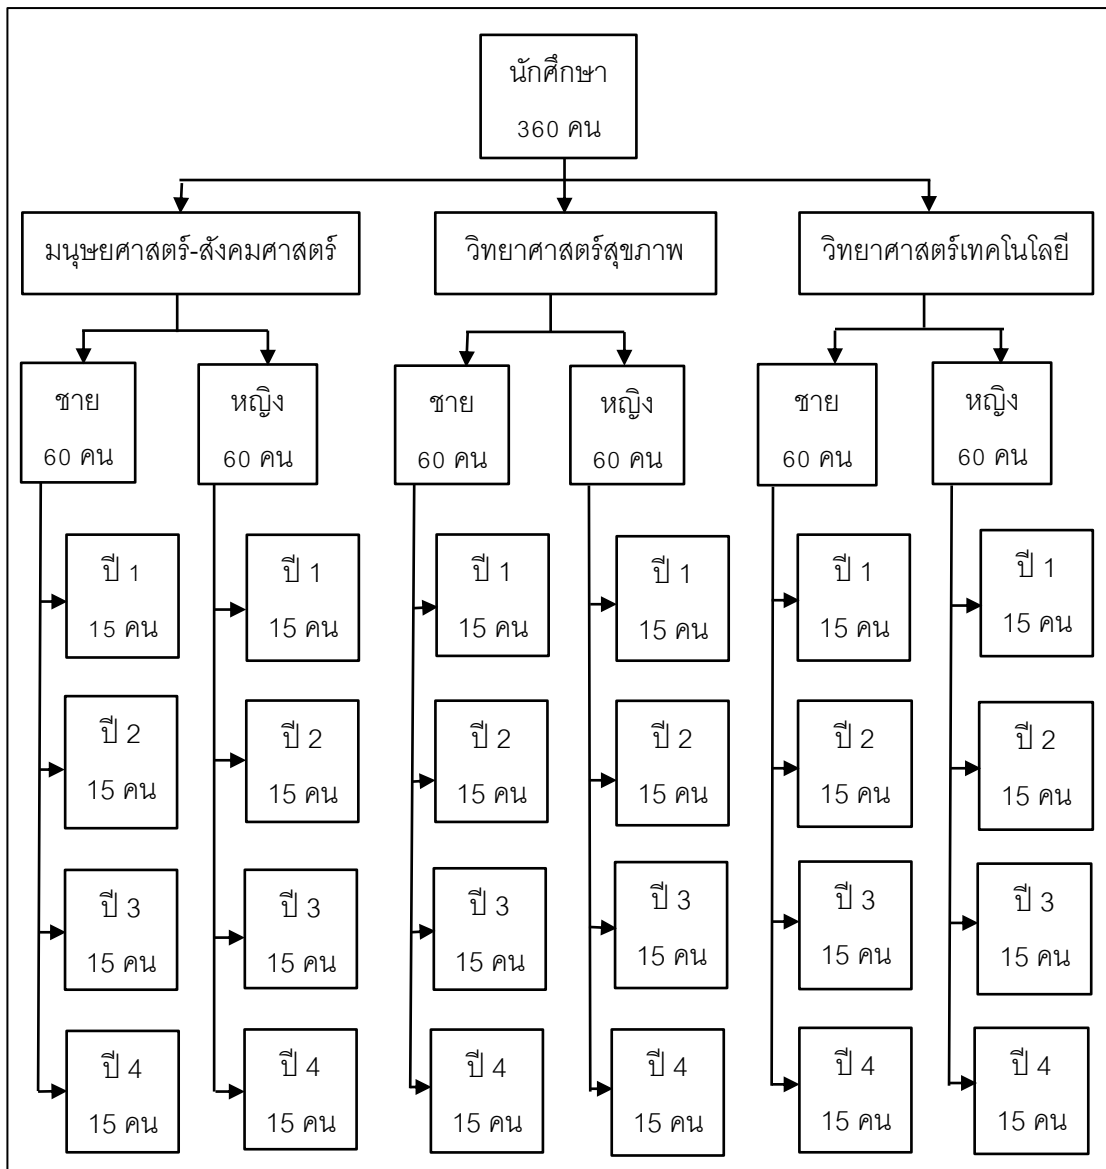 นักศึกษา
360 คน
มนุษยศาสตร์-สังคมศาสตร์
วิทยาศาสตร์สุขภาพ
วิทยาศาสตร์เทคโนโลยี
ชาย
60 คน
หญิง
60 คน
ชาย
60 คน
หญิง
60 คน
ชาย
60 คน
หญิง
60 คน
ปี 1
15 คน
ปี 1
15 คน
ปี 1
15 คน
ปี 1
15 คน
ปี 1
15 คน
ปี 1
15 คน
ปี 2
15 คน
ปี 2
15 คน
ปี 2
15 คน
ปี 2
15 คน
ปี 2
15 คน
ปี 2
15 คน
ปี 3
15 คน
ปี 3
15 คน
ปี 3
15 คน
ปี 3
15 คน
ปี 3
15 คน
ปี 3
15 คน
ปี 4
15 คน
ปี 4
15 คน
ปี 4
15 คน
ปี 4
15 คน
ปี 4
15 คน
ปี 4
15 คน